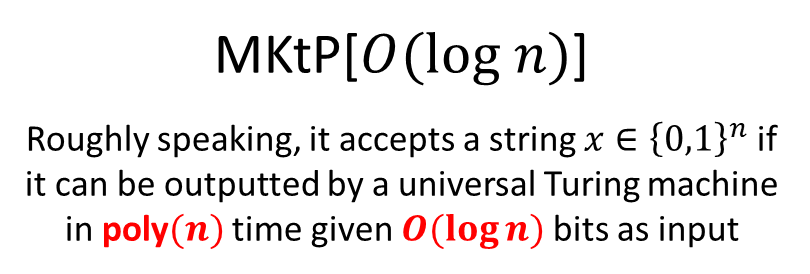 MKtP[𝑂(log 𝑛)]
Roughly speaking, it accepts a string 𝑥 ∈ {0,1}ⁿ if
it can be outputted by a universal Turing machine
in poly(𝑛) time given 𝑂(log 𝑛) bits as input